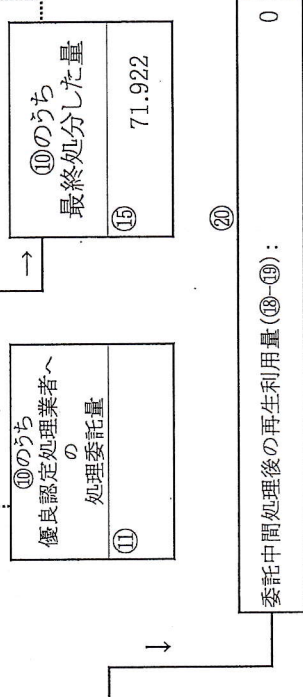 ⑩のうち
最終処分した量
⑮
71.922
⑩のうち
優良認定処理業者へ
の
処理委託量
⑪
⑳
委託中間処理後の再生利用量(⑱-⑲):
0